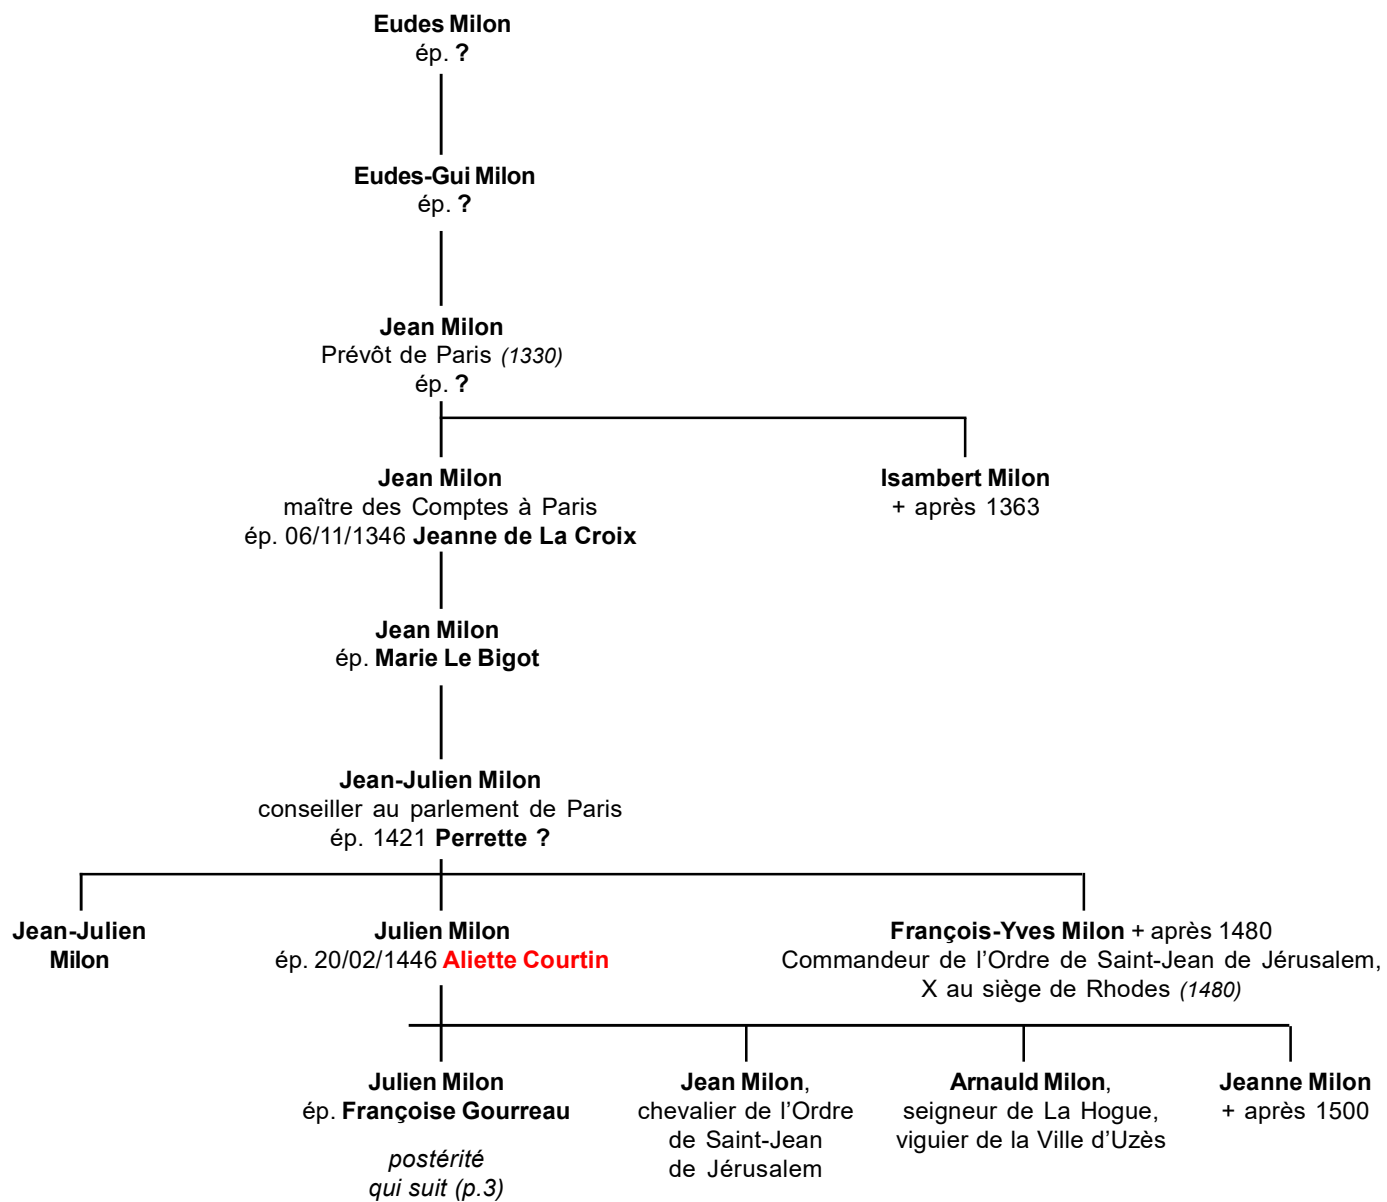 Eudes Milon
ép. ?
Eudes-Gui Milon
ép. ?
Jean Milon
Prévôt de Paris (1330)
ép. ?
Jean Milon
maître des Comptes à Paris
ép. 06/11/1346 Jeanne de La Croix
Isambert Milon
+ après 1363
Jean Milon
ép. Marie Le Bigot
Jean-Julien Milon
conseiller au parlement de Paris
ép. 1421 Perrette ?
Jean-Julien
Milon
Julien Milon
ép. 20/02/1446 Aliette Courtin
François-Yves Milon + après 1480
Commandeur de l’Ordre de Saint-Jean de Jérusalem,
X au siège de Rhodes (1480)
Julien Milon
ép. Françoise Gourreau
postérité
qui suit (p.3)
Jean Milon,
chevalier de l’Ordre
de Saint-Jean
de Jérusalem
Arnauld Milon,
seigneur de La Hogue,
viguier de la Ville d’Uzès
Jeanne Milon
+ après 1500